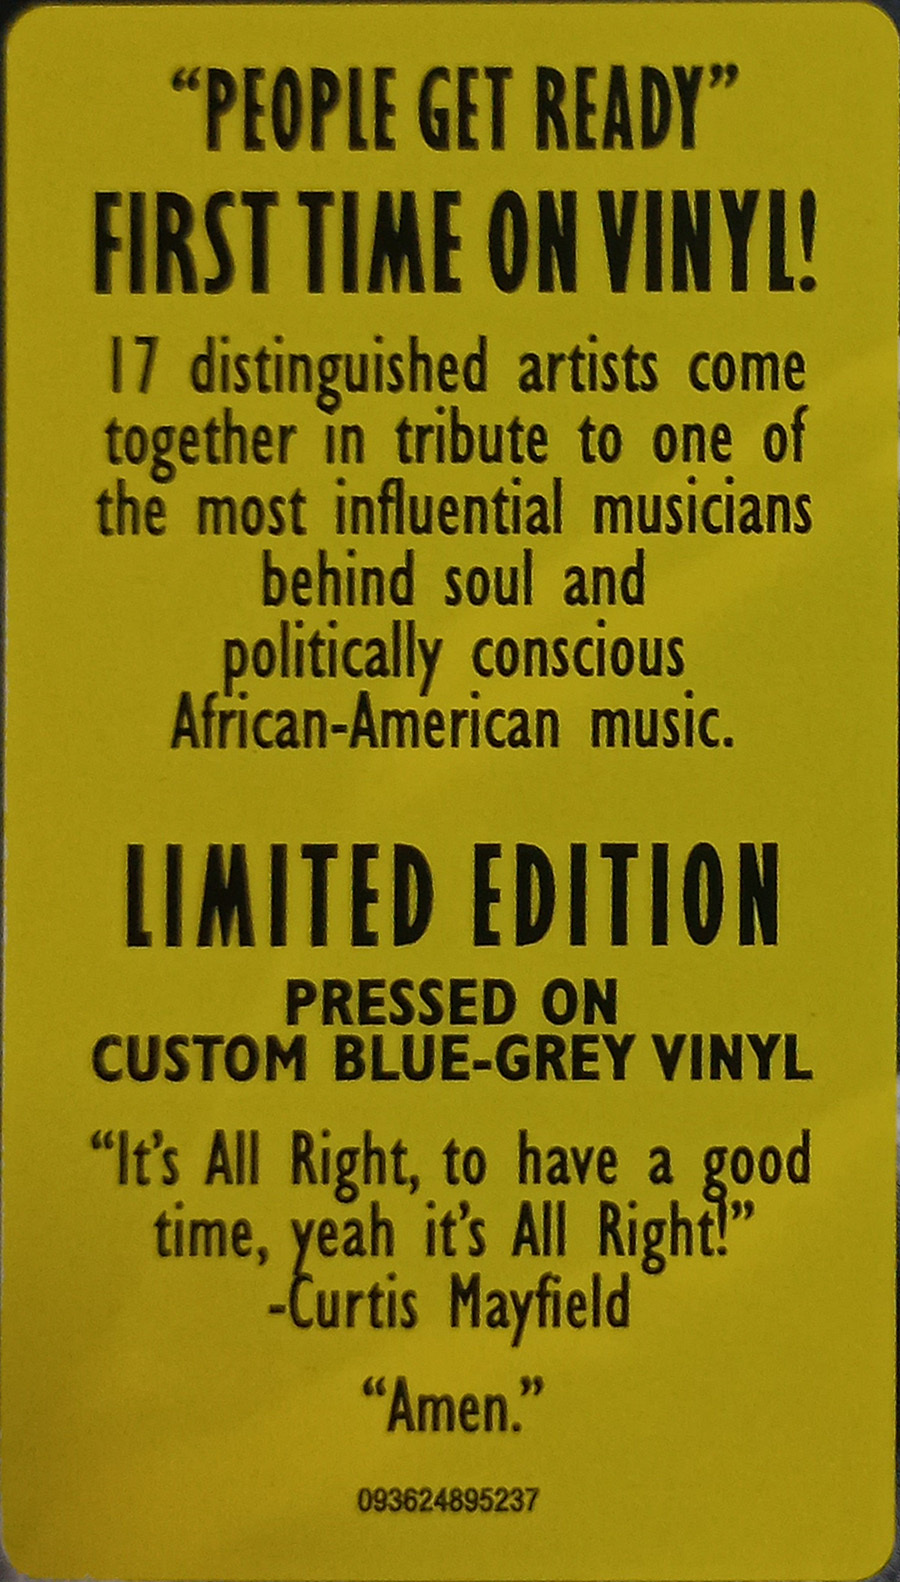 “PEOPLE GET READY”
FIRST TIME ON VINYL!
17 distinguished artists come
together in tribute to one of
the most influential musicians
behind soul and
politically conscious
African-American music.
LIMITED EDITION
PRESSED ON
CUSTOM BLUE-GREY VINYL
“It’s All Right, to have a good
time, yeah it’s All Right!”
-Curtis Mayfield
“Amen.”
093624895237